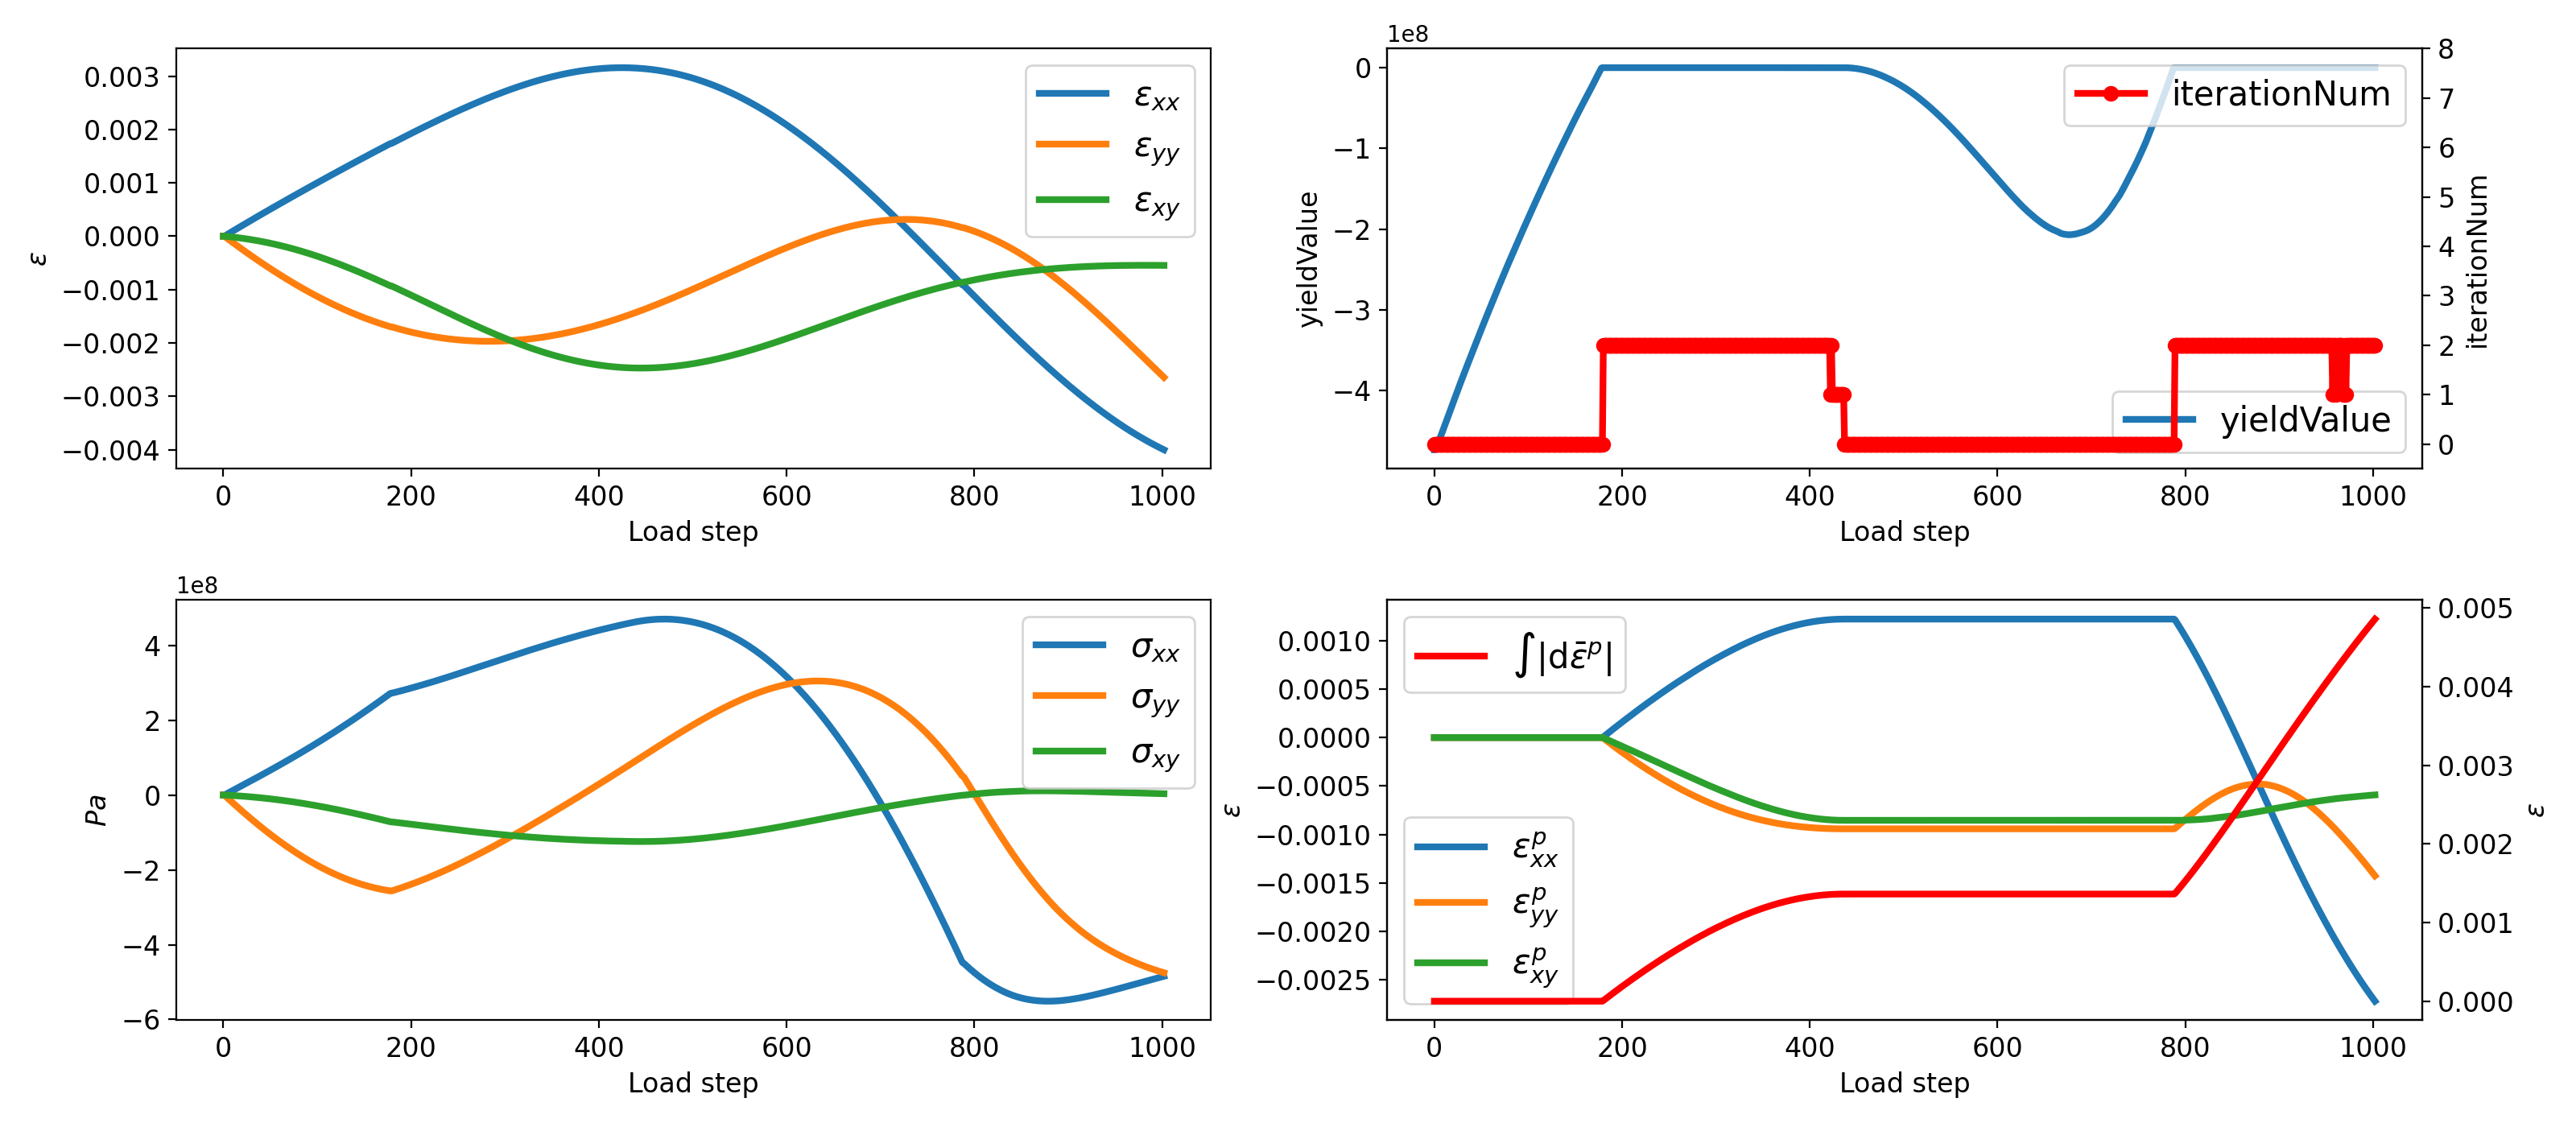 0.003
0.002
0.001
0.000
−0.001
−0.002
−0.003
−0.004
ε
0
200
400
600
800
1000
Load step
ε_xx
ε_yy
ε_xy
1e8
0
−1
−2
−3
−4
yieldValue
0
200
400
600
800
1000
Load step
8
7
6
5
4
3
2
1
0
iterationNum
iterationNum
yieldValue
1e8
4
2
0
−2
−4
−6
Pa
0
200
400
600
800
1000
Load step
σ_xx
σ_yy
σ_xy
0.0010
0.0005
0.0000
−0.0005
−0.0010
−0.0015
−0.0020
−0.0025
ε
0
200
400
600
800
1000
Load step
∫|dε̄^p|
ε^p_xx
ε^p_yy
ε^p_xy
0.005
0.004
0.003
0.002
0.001
0.000
ε